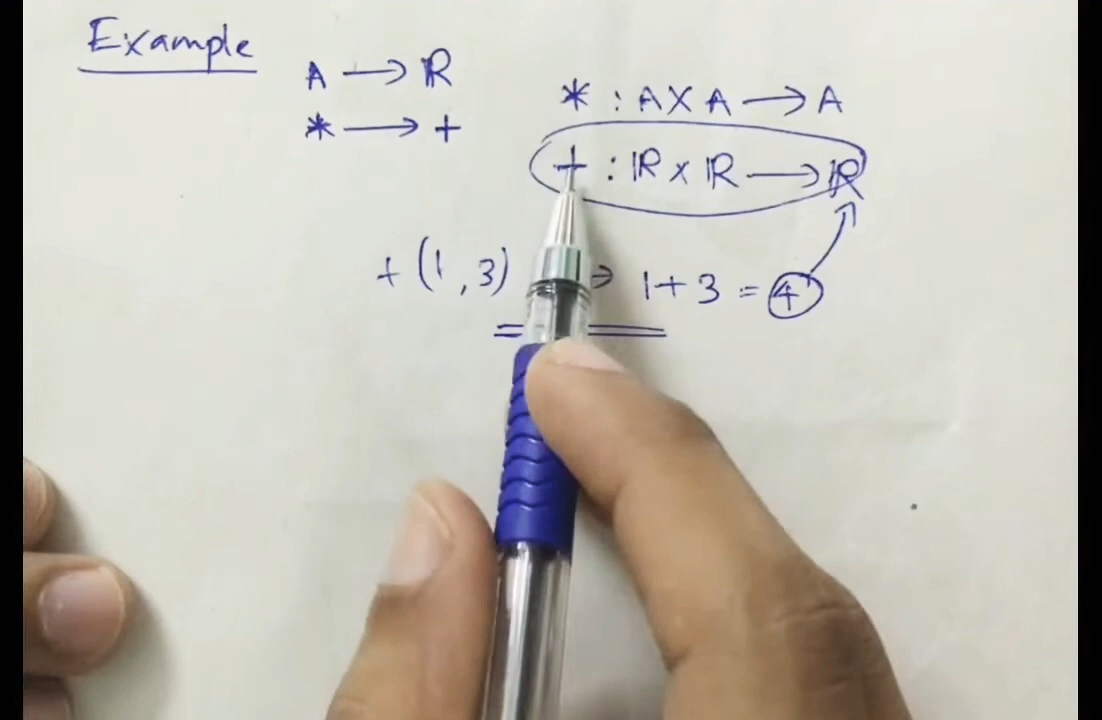 Example
A → ℝ
* → +
* : A × A → A
+ : ℝ × ℝ → ℝ
+ (1, 3) → 1 + 3 = 4